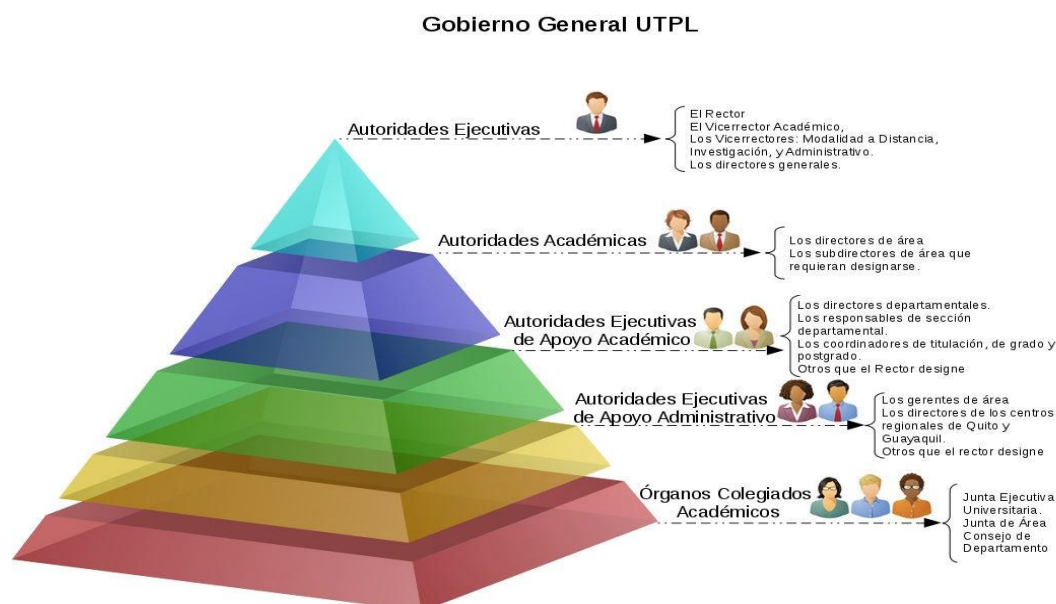 Gobierno General UTPL
Autoridades Ejecutivas
El Rector
El Vicerrector Académico,
Los Vicerrectores: Modalidad a Distancia,
Investigación, y Administrativo.
Los directores generales.
Autoridades Académicas
Los directores de área
Los subdirectores de área que
requieran designarse.
Autoridades Ejecutivas
de Apoyo Académico
Los directores departamentales.
Los responsables de sección
departamental.
Los coordinadores de titulación, de grado y
postgrado.
Otros que el Rector designe
Autoridades Ejecutivas
de Apoyo Administrativo
Los gerentes de área
Los directores de los centros
regionales de Quito y
Guayaquil.
Otros que el rector designe
Órganos Colegiados
Académicos
Junta Ejecutiva
Universitaria.
Junta de Área
Consejo de
Departamento